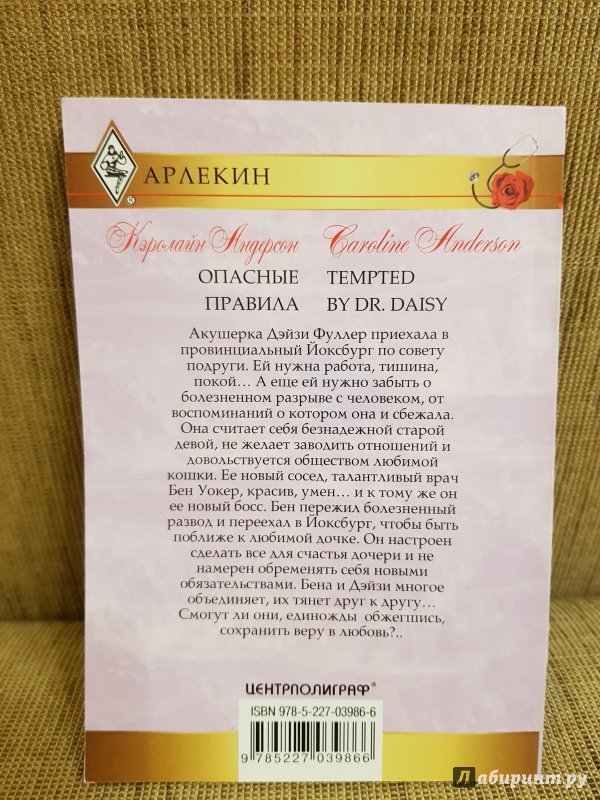 АРЛЕКИН
®
Кэролайн Андерсон Caroline Anderson
ОПАСНЫЕ TEMPTED
ПРАВИЛА BY DR. DAISY
Акушерка Дэйзи Фуллер приехала в
провинциальный Йоксбург по совету
подруги. Ей нужна работа, тишина,
покой... А еще ей нужно забыть о
болезненном разрыве с человеком, от
воспоминаний о котором она и сбежала.
Она считает себя безнадежной старой
девой, не желает заводить отношений и
довольствуется обществом любимой
кошки. Ее новый сосед, талантливый врач
Бен Уокер, красив, умен... и к тому же он
ее новый босс. Бен пережил болезненный
развод и переехал в Йоксбург, чтобы быть
поближе к любимой дочке. Он настроен
сделать все для счастья дочери и не
намерен обременять себя новыми
обязательствами. Бена и Дэйзи многое
объединяет, их тянет друг к другу...
Смогут ли они, единожды обжегшись,
сохранить веру в любовь?..
ЦЕНТРПОЛИГРАФ®
ISBN 978-5-227-03986-6
9 785227 039866
Лабиринт.ру